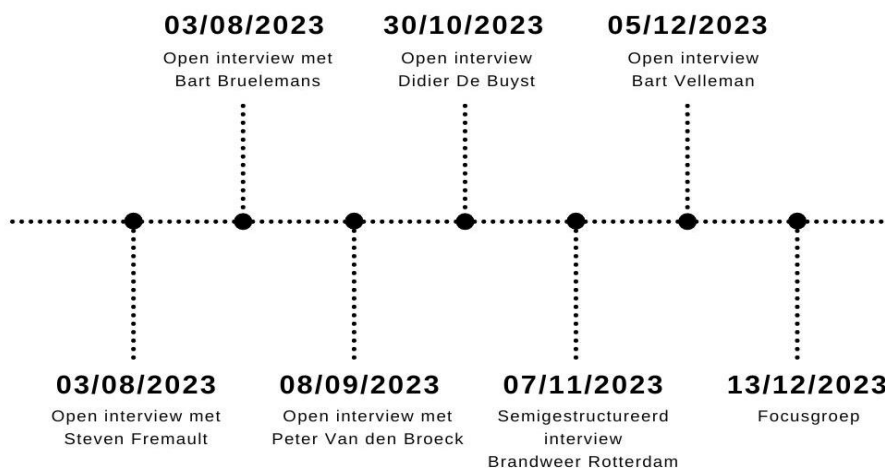 03/08/2023
Open interview met
Bart Bruelemans
30/10/2023
Open interview
Didier De Buyst
05/12/2023
Open interview
Bart Velleman
03/08/2023
Open interview met
Steven Fremault
08/09/2023
Open interview met
Peter Van den Broeck
07/11/2023
Semigestructureerd
interview
Brandweer Rotterdam
13/12/2023
Focusgroep